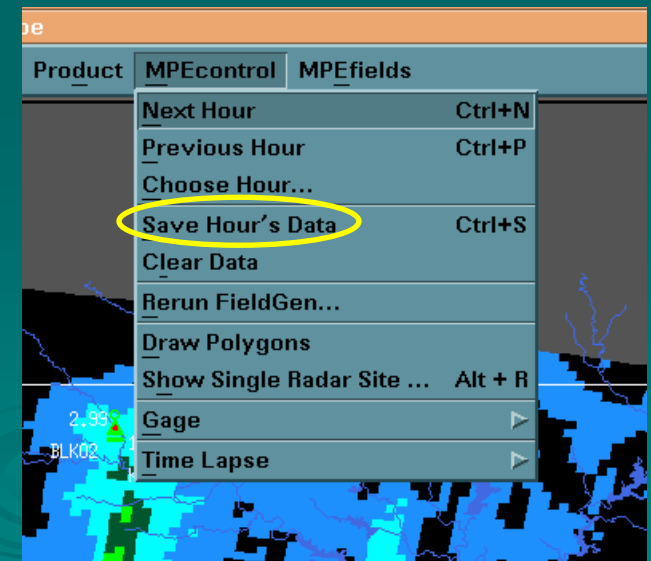 pe
Product MPEcontrol MPEfields
Next Hour Ctrl+N
Previous Hour Ctrl+P
Choose Hour...
Save Hour's Data Ctrl+S
Clear Data
Rerun FieldGen...
Draw Polygons
Show Single Radar Site ... Alt + R
Gage
Time Lapse
2.99
BLKO2